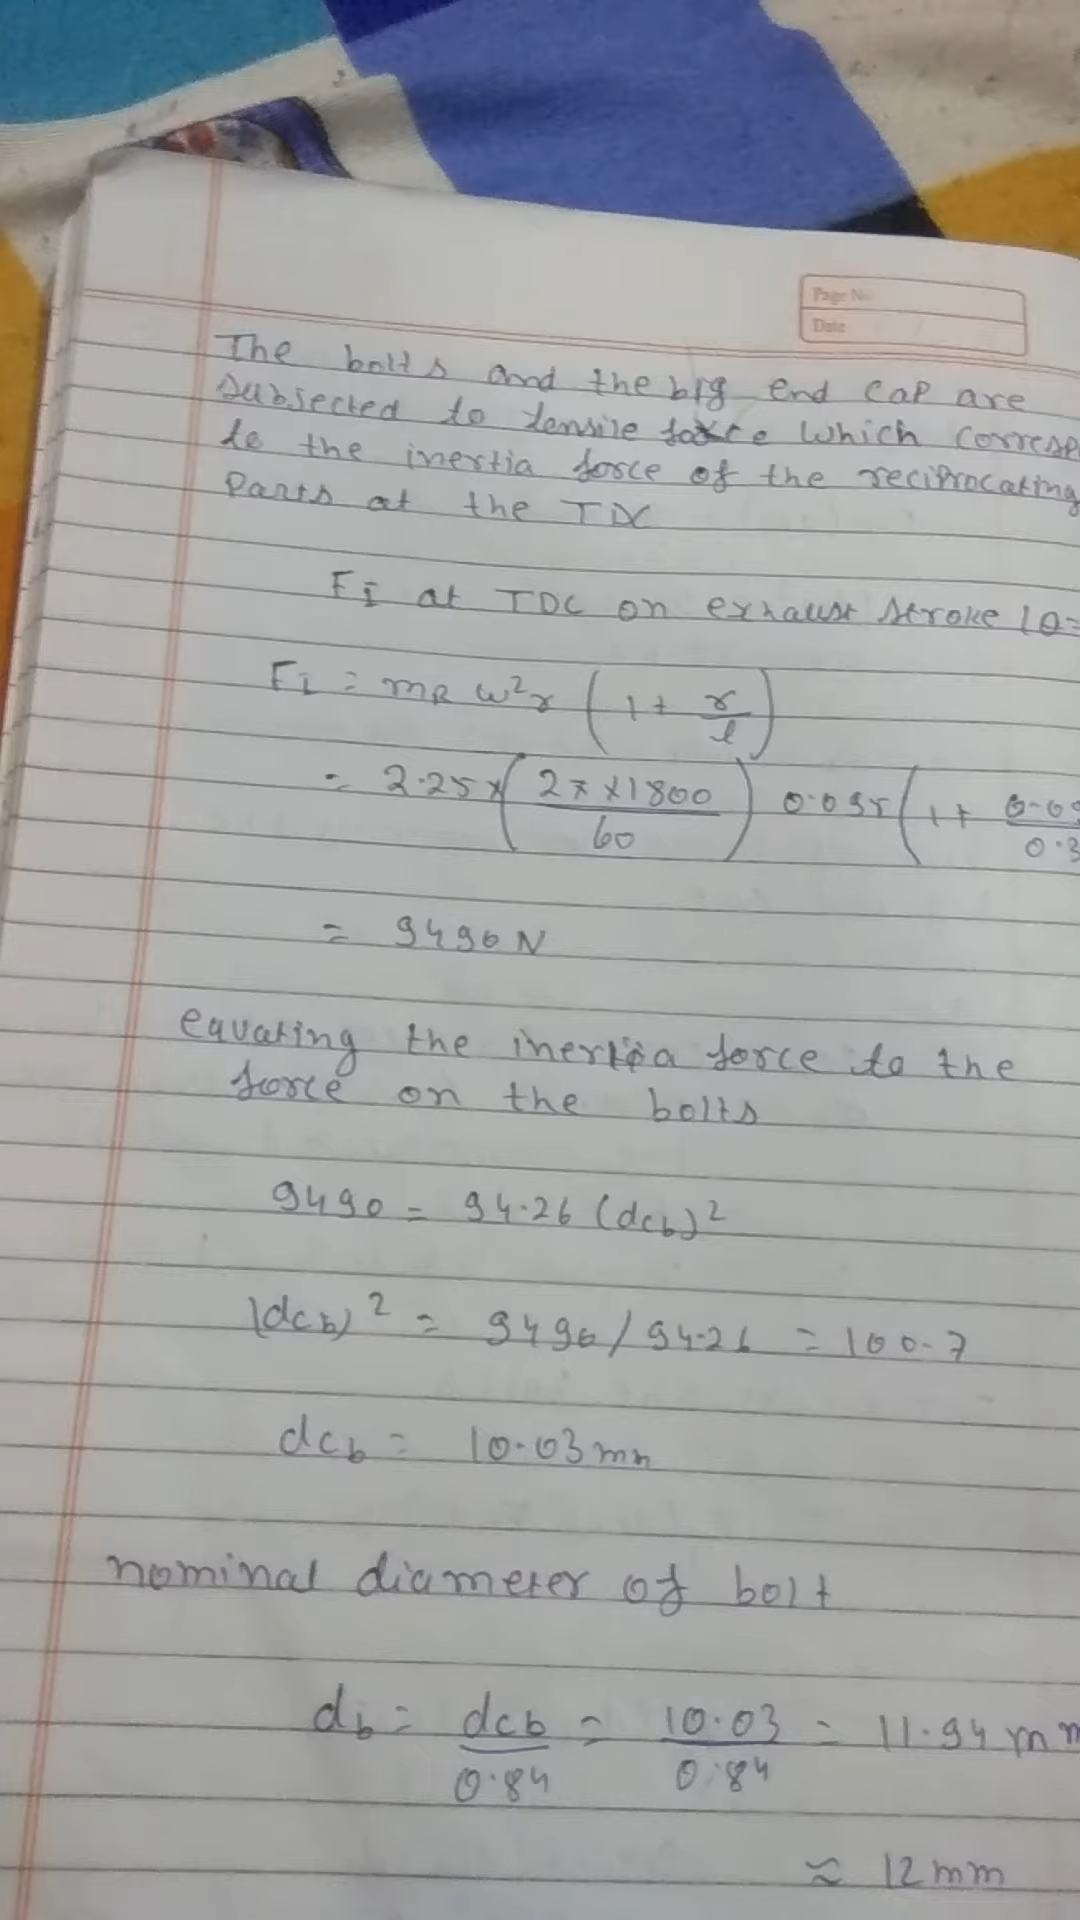 Page No
Date
The bolts and the big end cap are
subjected to tensile force which corresp
to the inertia force of the reciprocating
Parts at the TDC
FI at TDC on exhaust stroke (θ=
FI = mR ω²r (1 + r/l)
= 2.25 × (2π × 1800 / 60) 0.095 (1 + 0.09 / 0.3
= 9490 N
equating the inertia force to the
force on the bolts
9490 = 94.26 (dcb)²
(dcb)² = 9490 / 94.26 = 100.7
dcb = 10.03 mm
nominal diameter of bolt
db = dcb / 0.84 = 10.03 / 0.84 = 11.94 mm
≈ 12 mm